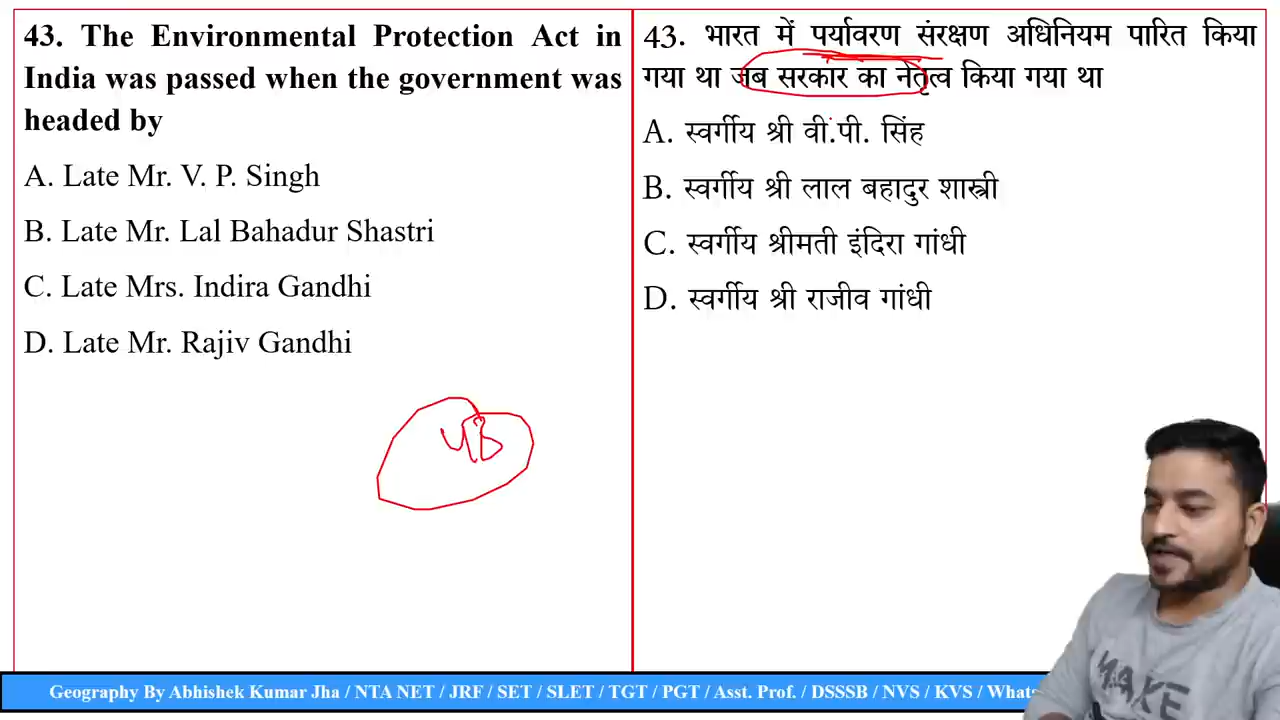 43. The Environmental Protection Act in
India was passed when the government was
headed by
A. Late Mr. V. P. Singh
B. Late Mr. Lal Bahadur Shastri
C. Late Mrs. Indira Gandhi
D. Late Mr. Rajiv Gandhi
43. भारत में पर्यावरण संरक्षण अधिनियम पारित किया
गया था जब सरकार का नेतृत्व किया गया था
A. स्वर्गीय श्री वी.पी. सिंह
B. स्वर्गीय श्री लाल बहादुर शास्त्री
C. स्वर्गीय श्रीमती इंदिरा गांधी
D. स्वर्गीय श्री राजीव गांधी
MAKE
Geography By Abhishek Kumar Jha / NTA NET / JRF / SET / SLET / TGT / PGT / Asst. Prof. / DSSSB / NVS / KVS /